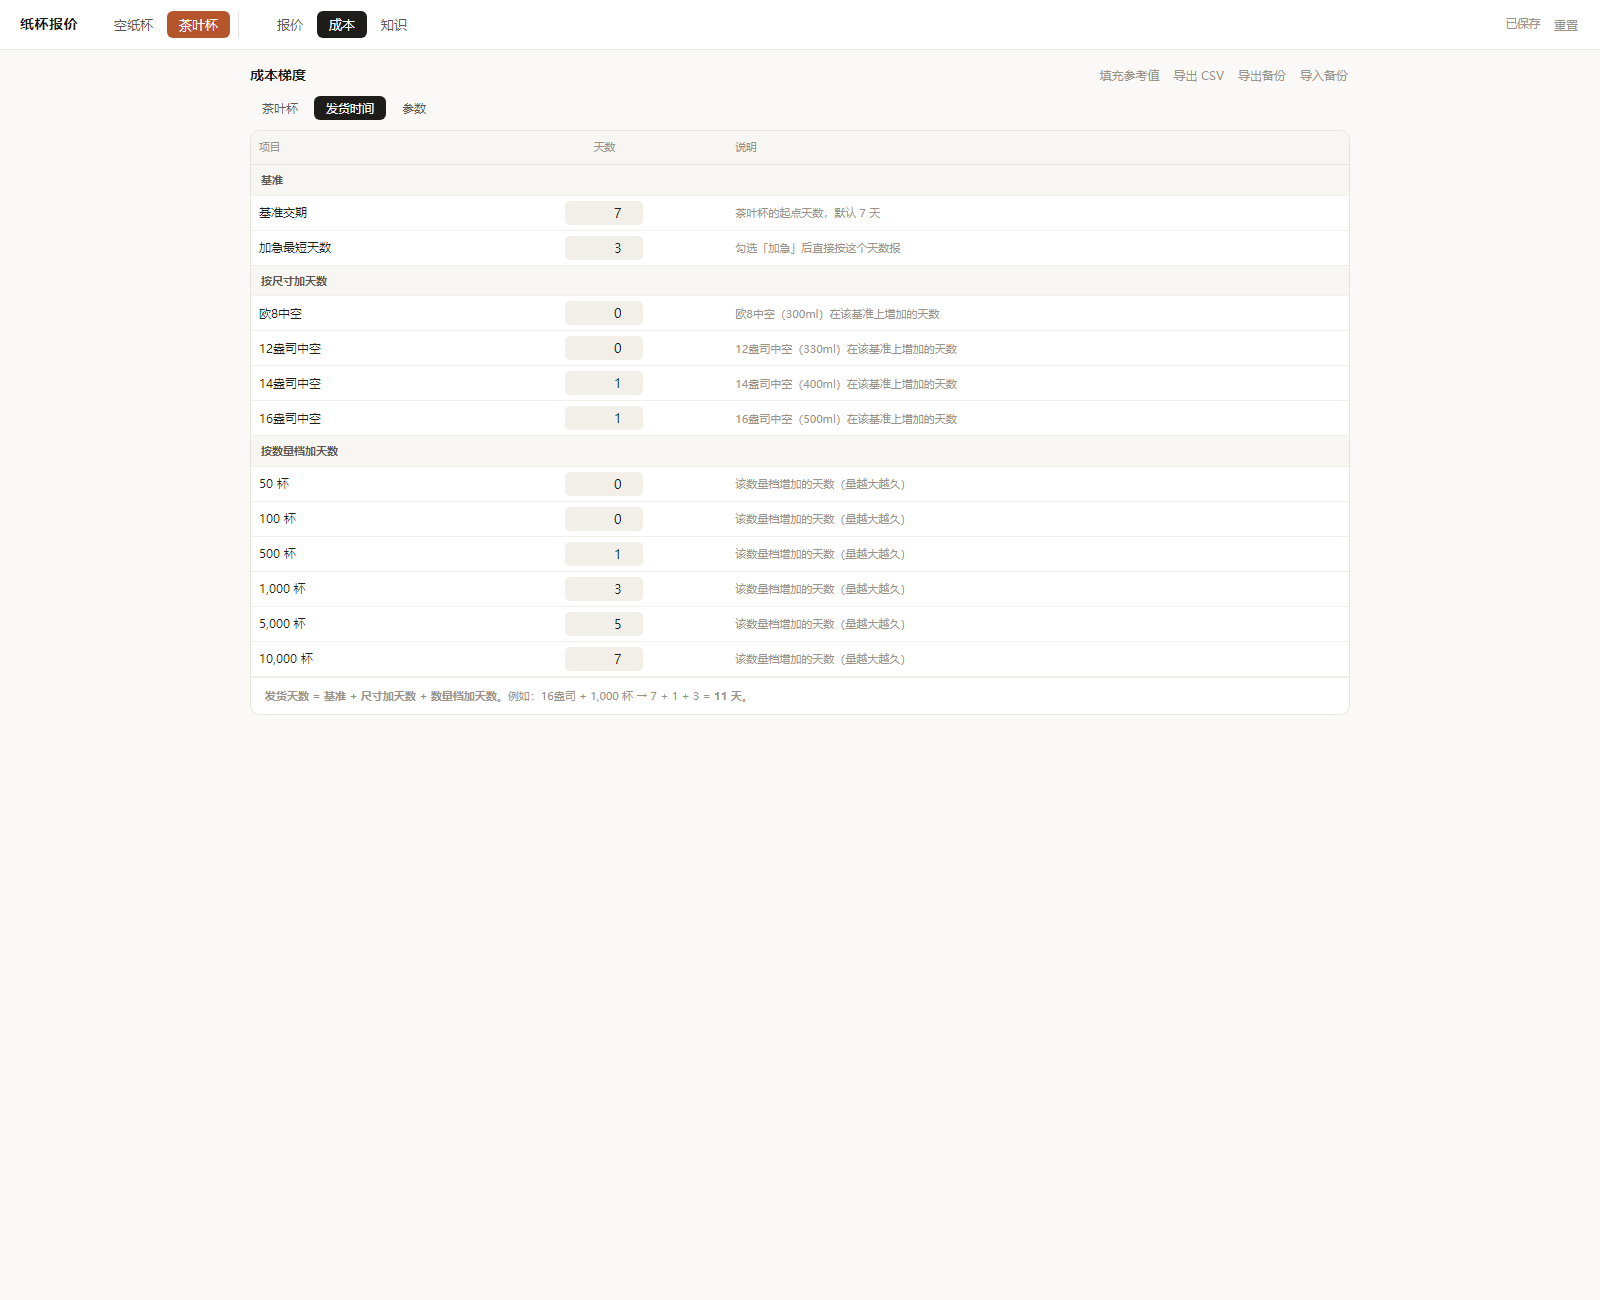 纸杯报价 空纸杯 茶叶杯 报价 成本 知识 已保存 重置
成本梯度 填充参考值 导出 CSV 导出备份 导入备份
茶叶杯 发货时间 参数
项目 天数 说明
基准
基准交期 7 茶叶杯的起点天数，默认 7 天
加急最短天数 3 勾选「加急」后直接按这个天数报
按尺寸加天数
欧8中空 0 欧8中空（300ml）在该基准上增加的天数
12盎司中空 0 12盎司中空（330ml）在该基准上增加的天数
14盎司中空 1 14盎司中空（400ml）在该基准上增加的天数
16盎司中空 1 16盎司中空（500ml）在该基准上增加的天数
按数量档加天数
50 杯 0 该数量档增加的天数（量越大越久）
100 杯 0 该数量档增加的天数（量越大越久）
500 杯 1 该数量档增加的天数（量越大越久）
1,000 杯 3 该数量档增加的天数（量越大越久）
5,000 杯 5 该数量档增加的天数（量越大越久）
10,000 杯 7 该数量档增加的天数（量越大越久）
发货天数 = 基准 + 尺寸加天数 + 数量档加天数。例如：16盎司 + 1,000 杯 → 7 + 1 + 3 = 11 天。